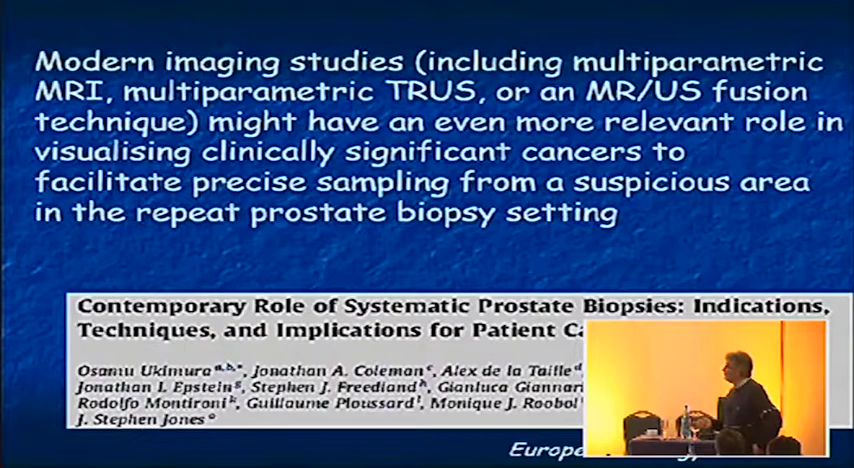 Modern imaging studies (including multiparametric
MRI, multiparametric TRUS, or an MR/US fusion
technique) might have an even more relevant role in
visualising clinically significant cancers to
facilitate precise sampling from a suspicious area
in the repeat prostate biopsy setting
Contemporary Role of Systematic Prostate Biopsies: Indications,
Techniques, and Implications for Patient
Osamu Ukimura a,b,*, Jonathan A. Coleman c, Alex de la Taille d
Jonathan I. Epstein g, Stephen J. Freedland h, Gianluca
Rodolfo Montironi k, Guillaume Ploussard l, Monique J. Roobol
J. Stephen Jones o